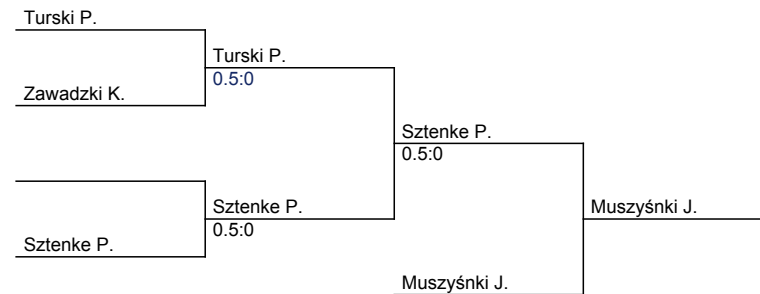 Turski P.
Turski P.
0.5:0
Zawadzki K.
Sztenke P.
0.5:0
Sztenke P.
0.5:0
Muszyśnki J.
Sztenke P.
Muszyśnki J.